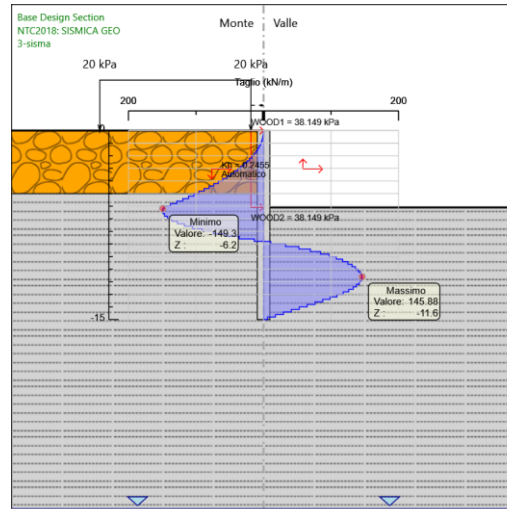 Base Design Section
NTC2018: SISMICA GEO
3-sisma
Monte
Valle
20 kPa
20 kPa
Taglio (kN/m)
200
200
0
WOOD1 = 38.149 kPa
Kh = 0.2455
Automatico
WOOD2 = 38.149 kPa
Minimo
Valore: -149.3
Z : -6.2
Massimo
Valore: 145.88
Z : -11.6
-15